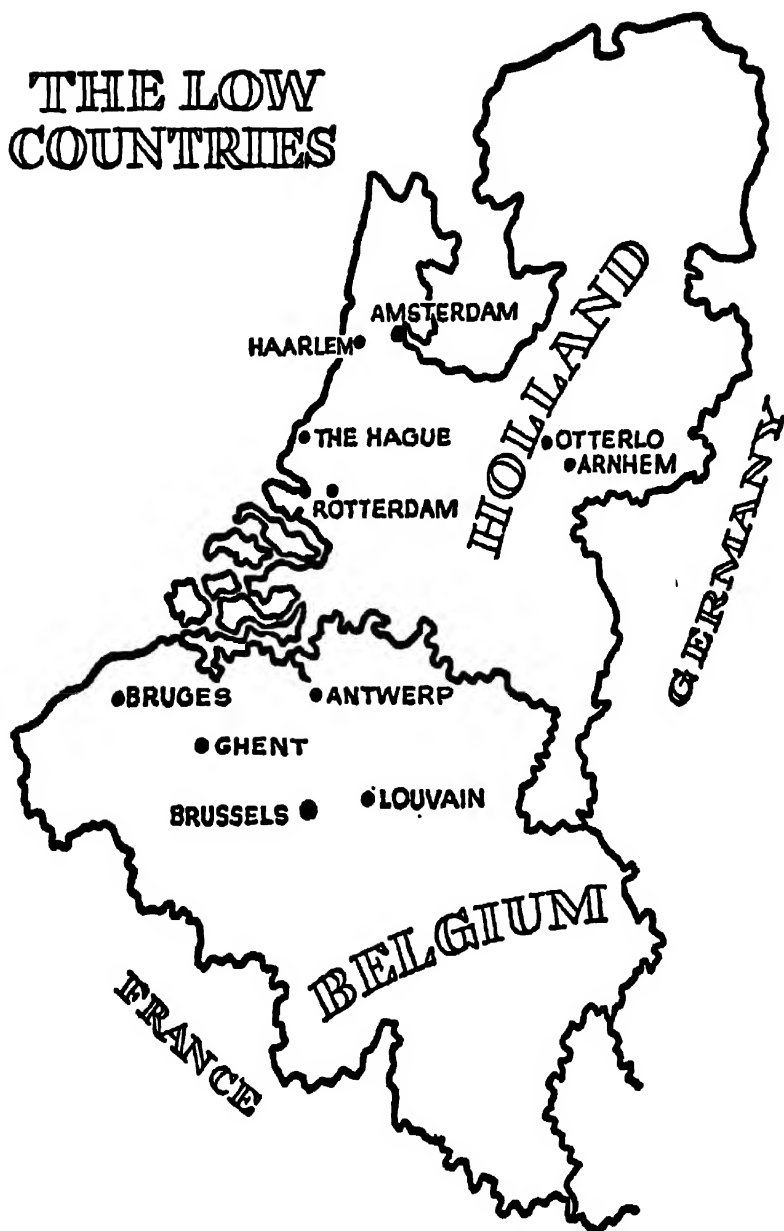 THE LOW
COUNTRIES
AMSTERDAM
HAARLEM
HOLLAND
THE HAGUE
OTTERLO
ARNHEM
ROTTERDAM
GERMANY
BRUGES
ANTWERP
GHENT
BRUSSELS
LOUVAIN
BELGIUM
FRANCE